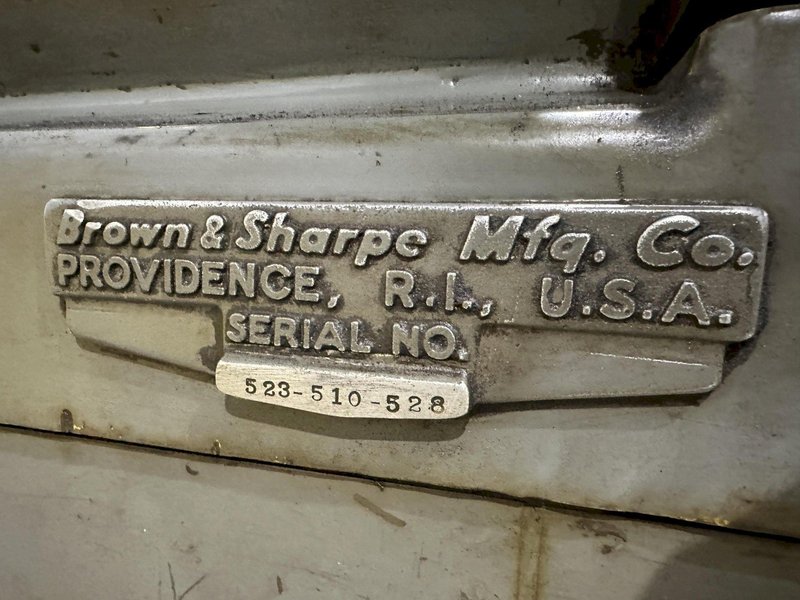 Brown & Sharpe Mfg. Co.
PROVIDENCE, R.I., U.S.A.
SERIAL NO.
523-510-528